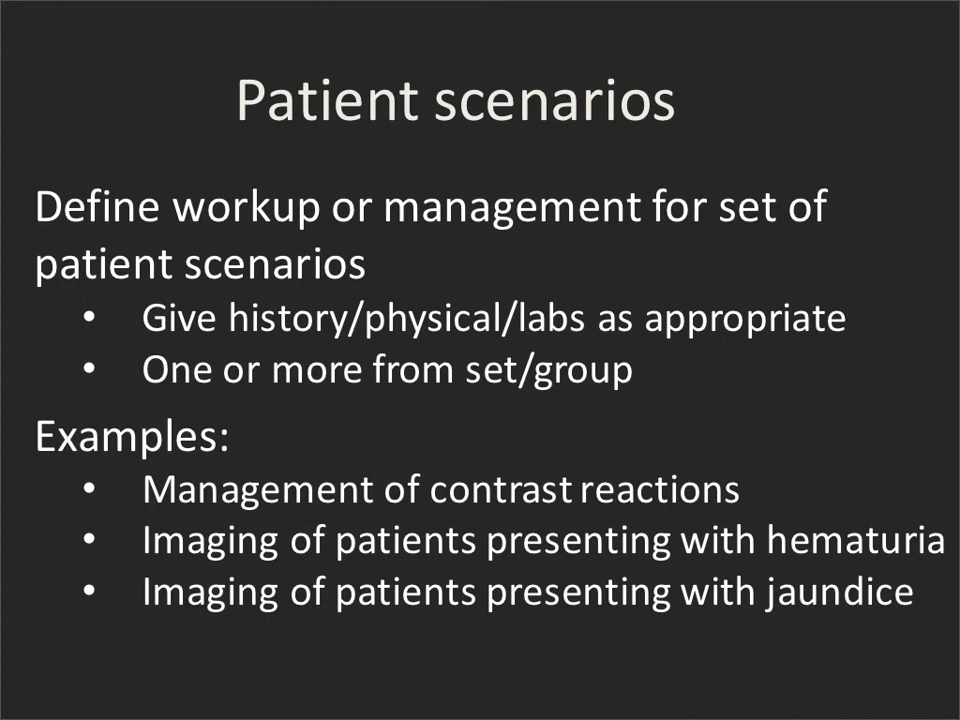 Patient scenarios
Define workup or management for set of
patient scenarios
• Give history/physical/labs as appropriate
• One or more from set/group
Examples:
• Management of contrast reactions
• Imaging of patients presenting with hematuria
• Imaging of patients presenting with jaundice